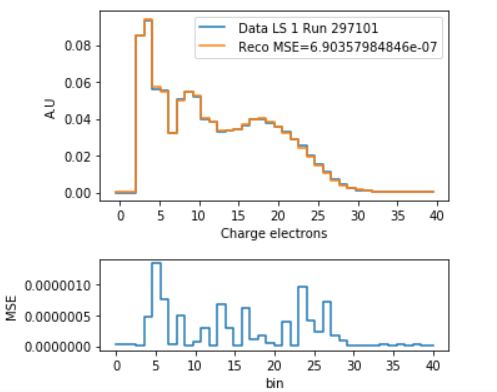 Data LS 1 Run 297101
Reco MSE=6.90357984846e-07
0.08
0.06
0.04
0.02
0.00
A.U
0 5 10 15 20 25 30 35 40
Charge electrons
0.0000010
0.0000005
0.0000000
MSE
0 5 10 15 20 25 30 35 40
bin